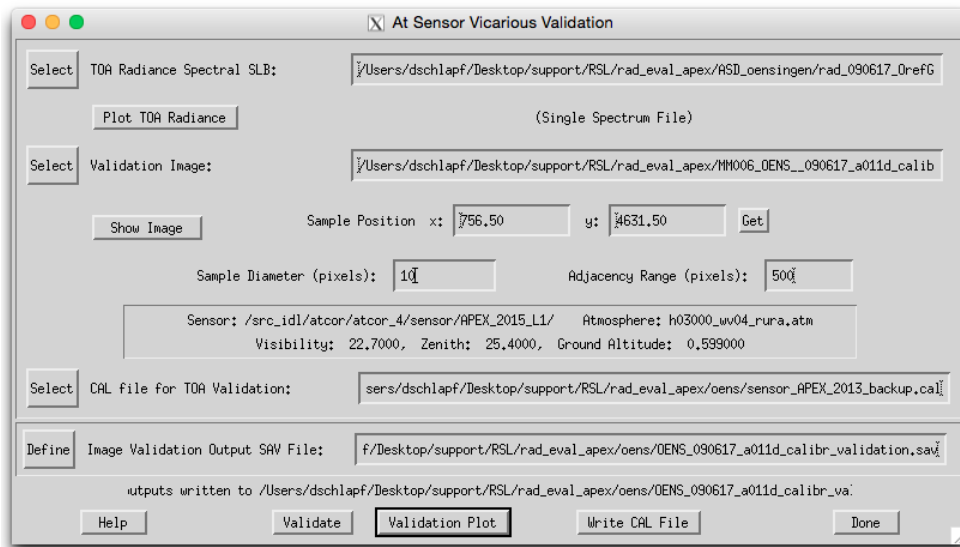 At Sensor Vicarious Validation
Select TOA Radiance Spectral SLB: /Users/dschlapf/Desktop/support/RSL/rad_eval_apex/ASD_oensingen/rad_090617_OrefG
Plot TOA Radiance (Single Spectrum File)
Select Validation Image: /Users/dschlapf/Desktop/support/RSL/rad_eval_apex/MM006_OENS__090617_a011d_calib
Show Image Sample Position x: 756.50 y: 4631.50 Get
Sample Diameter (pixels): 10 Adjacency Range (pixels): 500
Sensor: /src_idl/atcor/atcor_4/sensor/APEX_2015_L1/ Atmosphere: h03000_wv04_rura.atm
Visibility: 22.7000, Zenith: 25.4000, Ground Altitude: 0.599000
Select CAL file for TOA Validation: sers/dschlapf/Desktop/support/RSL/rad_eval_apex/oens/sensor_APEX_2013_backup.cal
Define Image Validation Output SAV File: f/Desktop/support/RSL/rad_eval_apex/oens/OENS_090617_a011d_calibr_validation.sav
utputs written to /Users/dschlapf/Desktop/support/RSL/rad_eval_apex/oens/OENS_090617_a011d_calibr_va
Help Validate Validation Plot Write CAL File Done